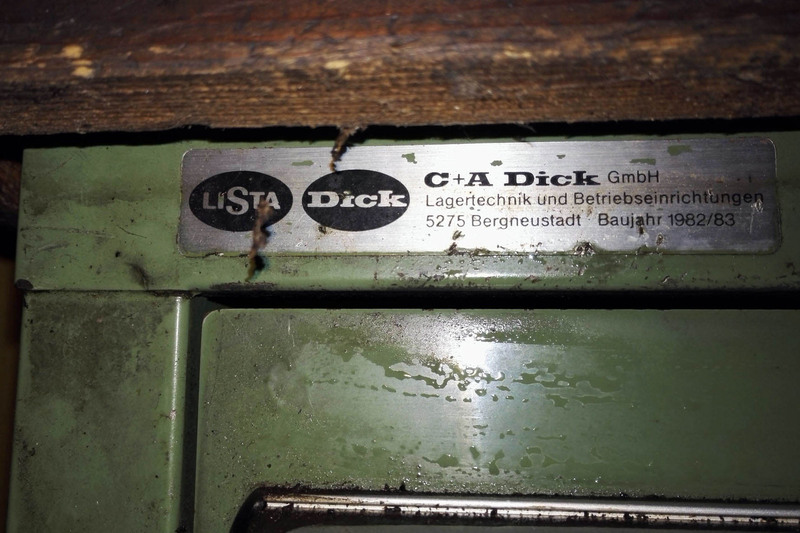 LISTA Dick C+A Dick GmbH
Lagertechnik und Betriebseinrichtungen
5275 Bergneustadt Baujahr 1982/83